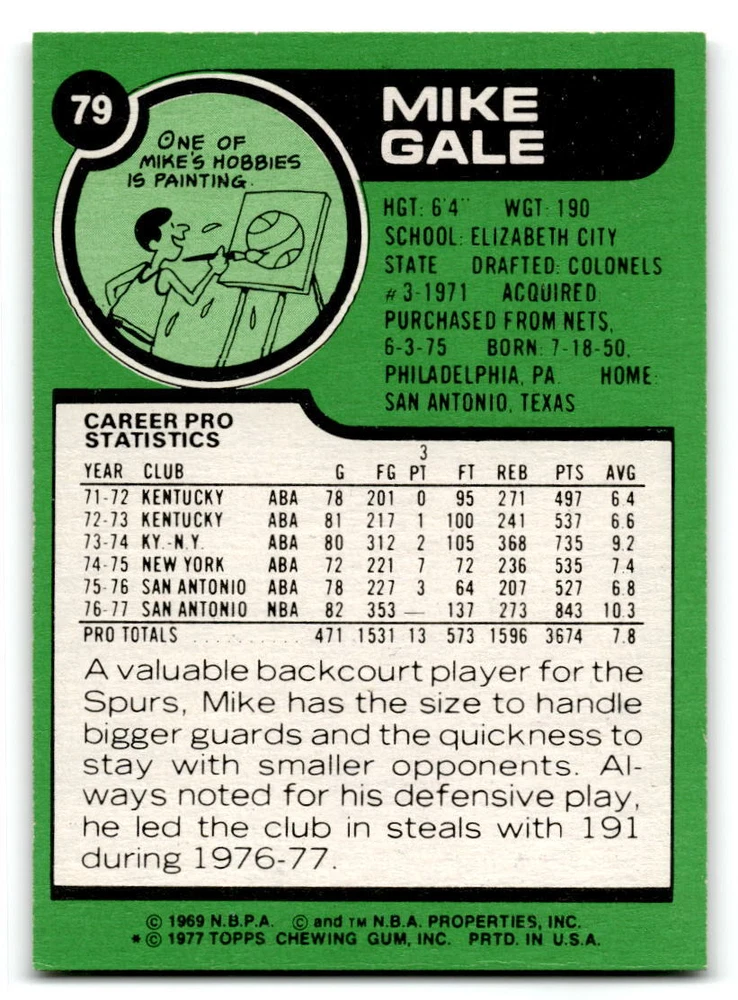 79
MIKE
GALE
ONE OF
MIKE'S HOBBIES
IS PAINTING.
HGT: 6'4" WGT: 190
SCHOOL: ELIZABETH CITY
STATE DRAFTED: COLONELS
#3-1971 ACQUIRED:
PURCHASED FROM NETS,
6-3-75 BORN: 7-18-50,
PHILADELPHIA, PA. HOME:
SAN ANTONIO, TEXAS
CAREER PRO
STATISTICS
3
YEAR CLUB G FG PT FT REB PTS AVG
71-72 KENTUCKY ABA 78 201 0 95 271 497 6.4
72-73 KENTUCKY ABA 81 217 1 100 241 537 6.6
73-74 KY.-N.Y. ABA 80 312 2 105 368 735 9.2
74-75 NEW YORK ABA 72 221 7 72 236 535 7.4
75-76 SAN ANTONIO ABA 78 227 3 64 207 527 6.8
76-77 SAN ANTONIO NBA 82 353 — 137 273 843 10.3
PRO TOTALS .......... 471 1531 13 573 1596 3674 7.8
A valuable backcourt player for the
Spurs, Mike has the size to handle
bigger guards and the quickness to
stay with smaller opponents. Al-
ways noted for his defensive play,
he led the club in steals with 191
during 1976-77.
© 1969 N.B.P.A. © and TM N.B.A. PROPERTIES, INC.
*© 1977 TOPPS CHEWING GUM, INC. PRTD. IN U.S.A.